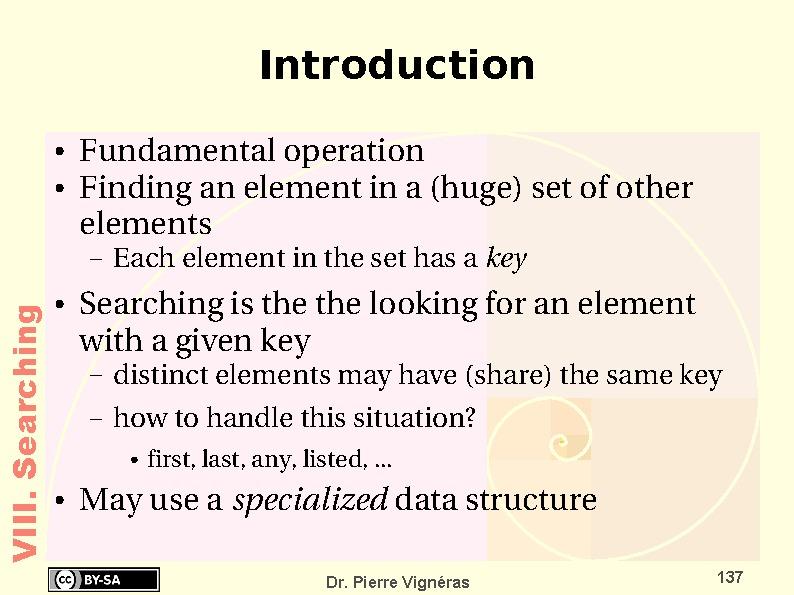 Introduction
• Fundamental operation
• Finding an element in a (huge) set of other
elements
– Each element in the set has a key
• Searching is the the looking for an element
with a given key
– distinct elements may have (share) the same key
– how to handle this situation?
• first, last, any, listed, ...
• May use a specialized data structure
VIII. Searching
cc BY-SA
Dr. Pierre Vignéras
137